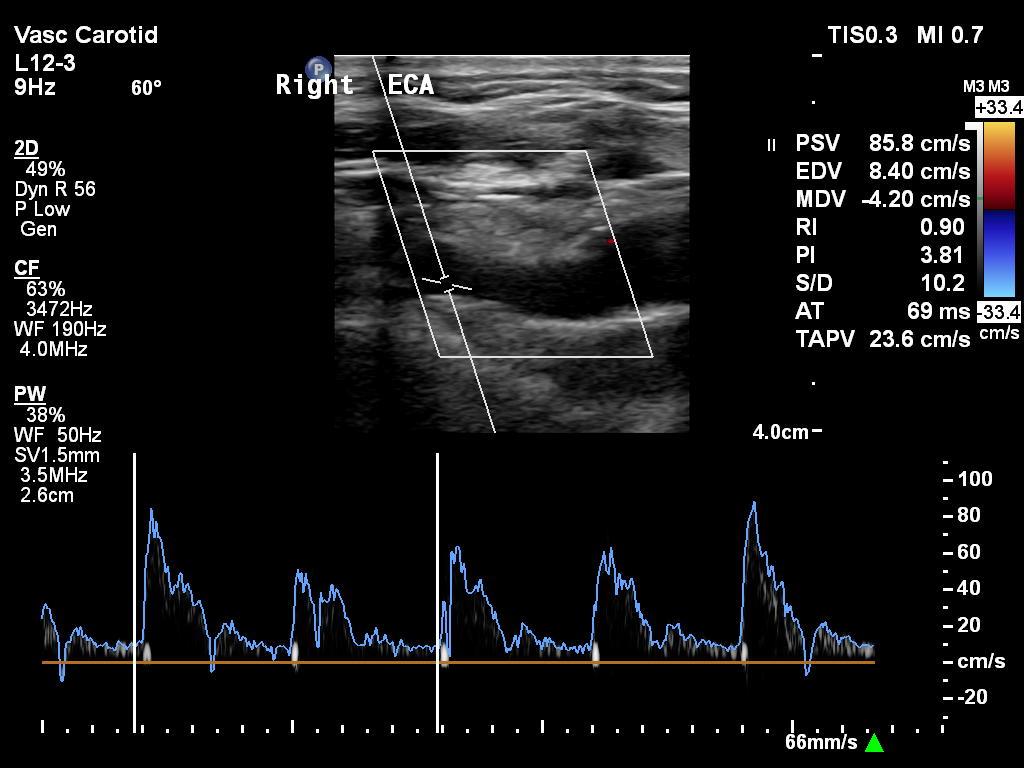 Vasc Carotid
TIS0.3 MI 0.7
L12-3
9Hz 60°
P
Right ECA
M3 M3
+33.4
2D
49%
Dyn R 56
P Low
Gen
CF
63%
3472Hz
WF 190Hz
4.0MHz
PW
38%
WF 50Hz
SV1.5mm
3.5MHz
2.6cm
PSV 85.8 cm/s
EDV 8.40 cm/s
MDV -4.20 cm/s
RI 0.90
PI 3.81
S/D 10.2
AT 69 ms
TAPV 23.6 cm/s
-33.4
cm/s
4.0cm
100
80
60
40
20
cm/s
-20
66mm/s